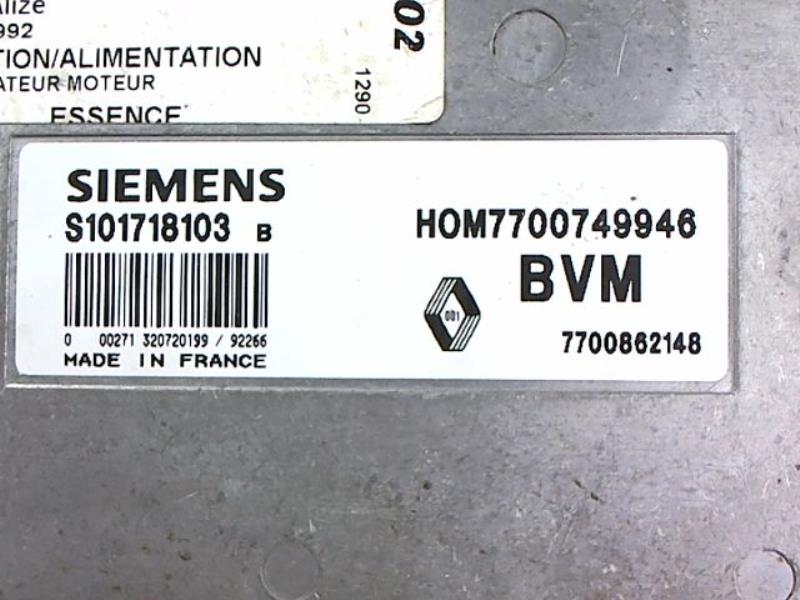 alize
992
TION/ALIMENTATION
ATEUR MOTEUR
ESSENCE
02
1290
SIEMENS
S101718103 B
0 00271 320720199 / 92266
MADE IN FRANCE
HOM7700749946
BVM
001
7700862148